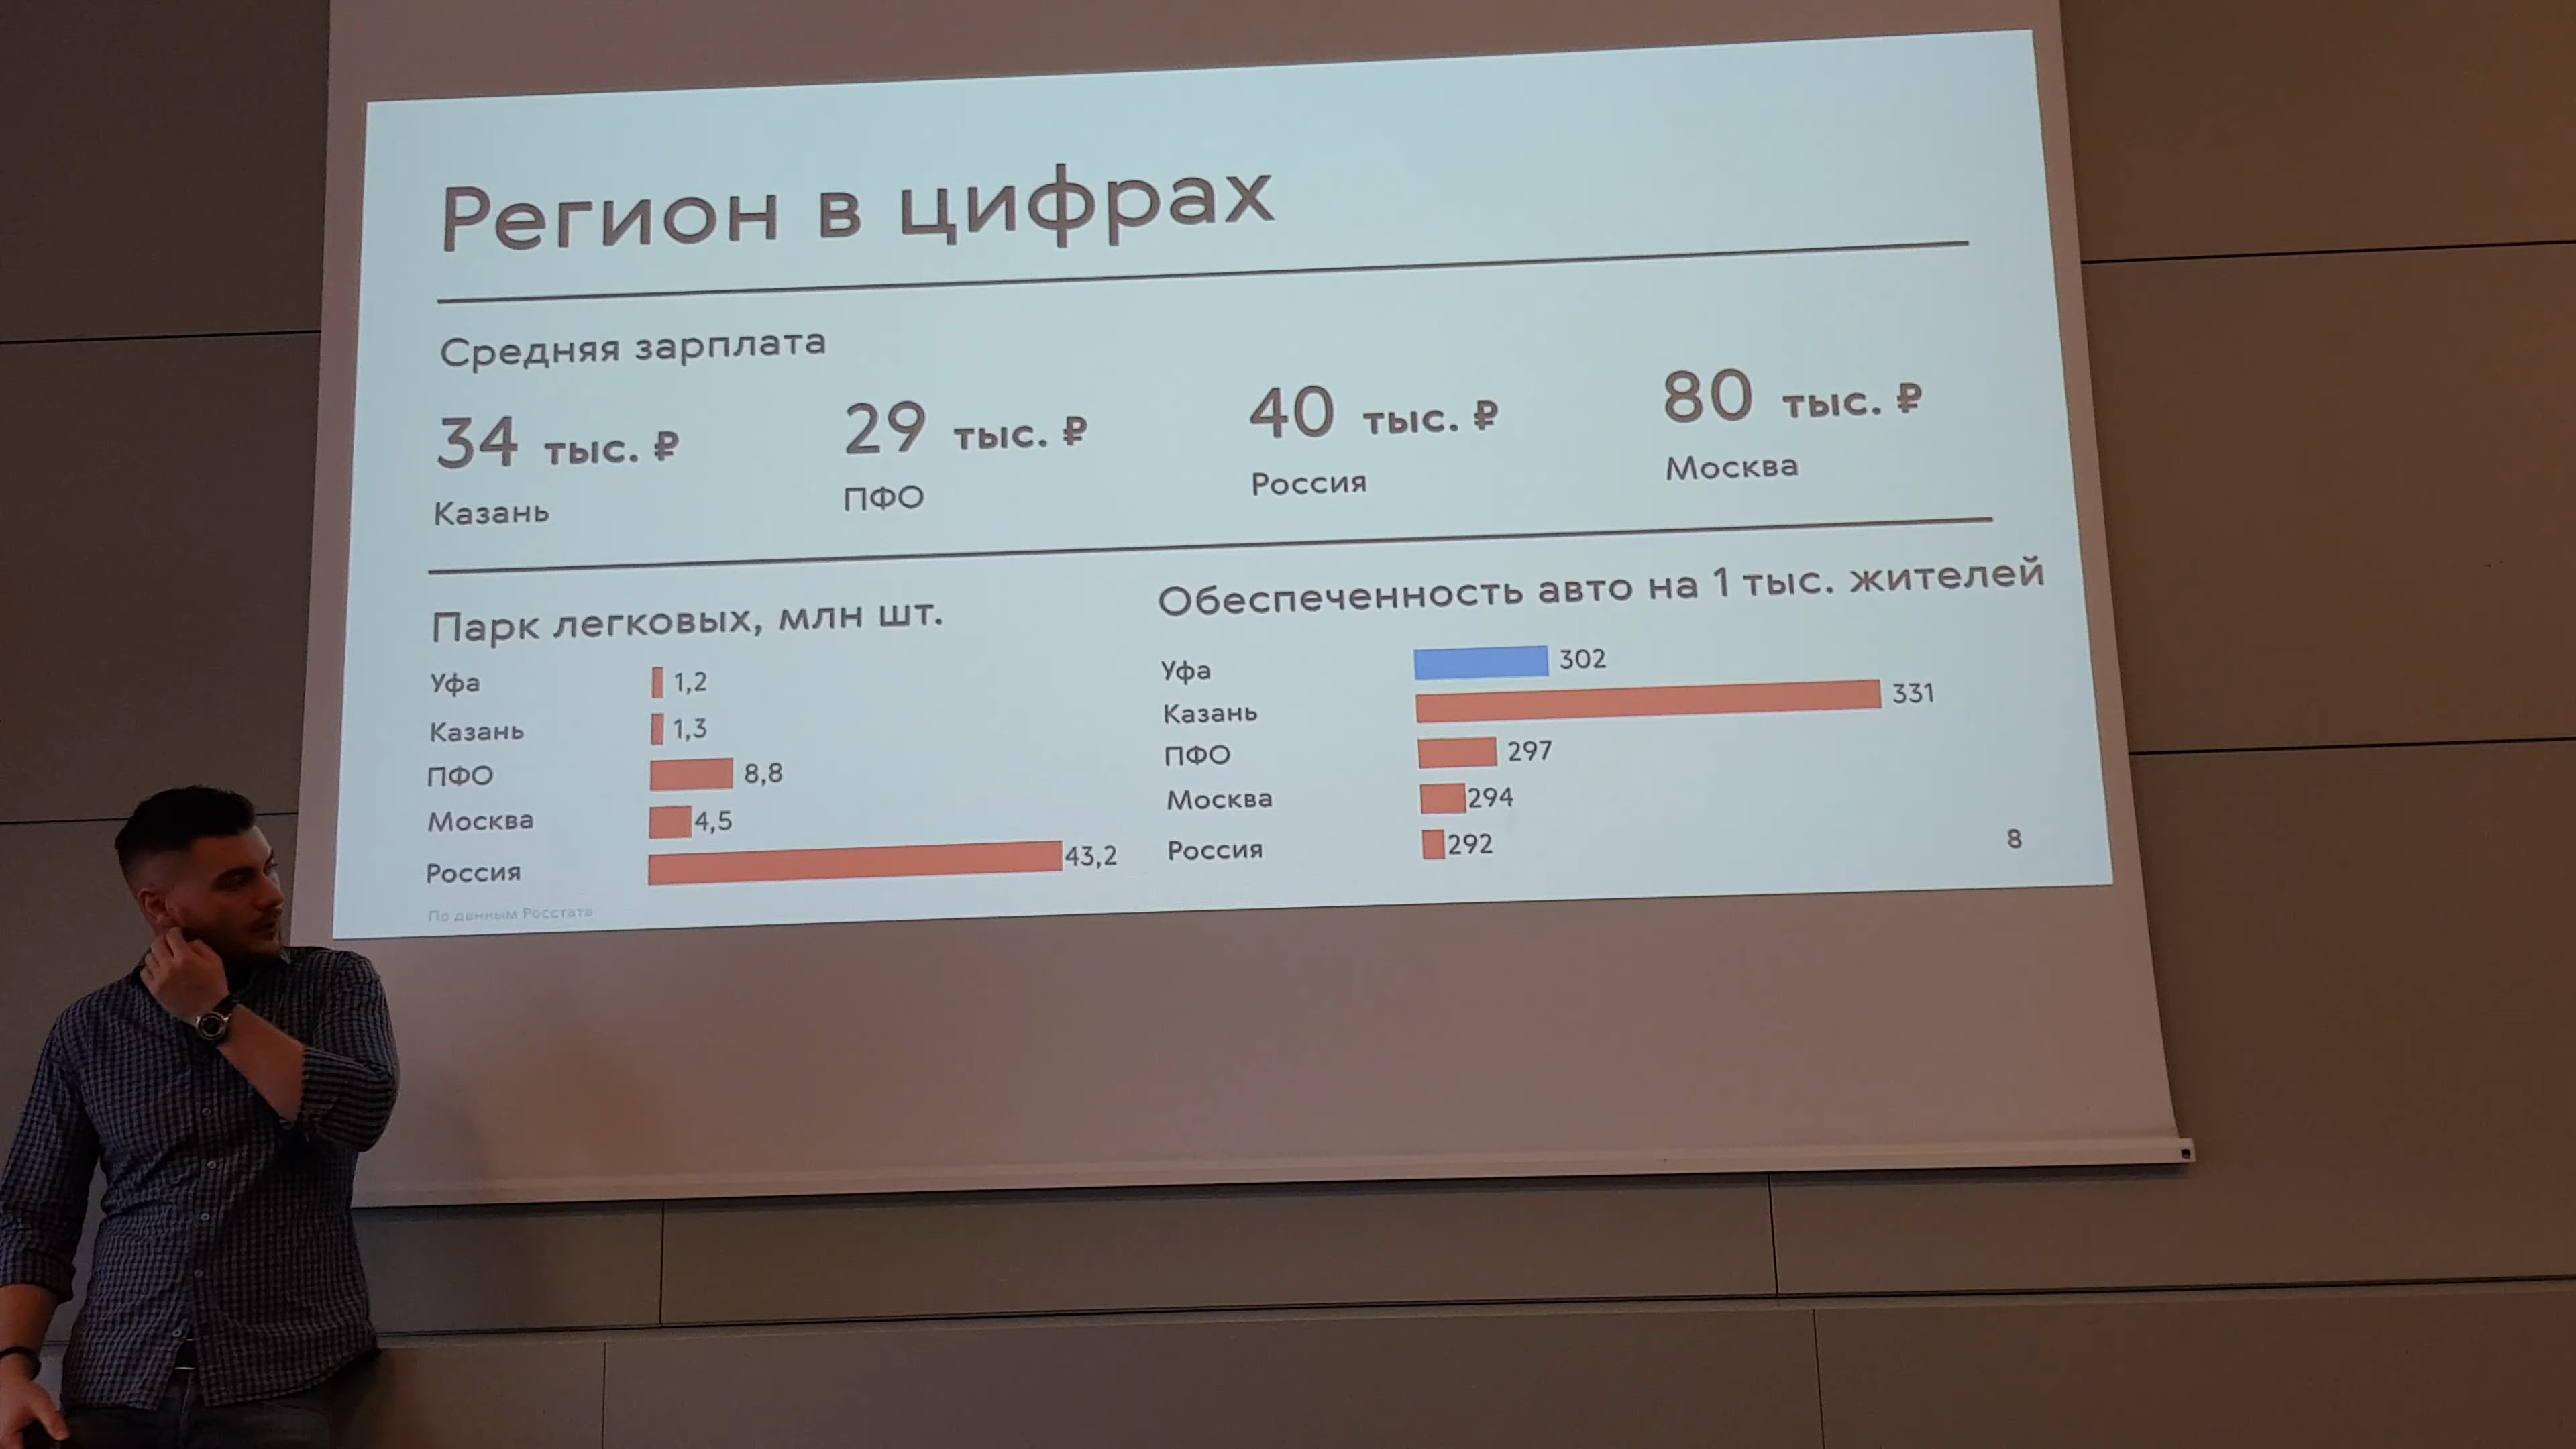 Регион в цифрах
Средняя зарплата
34 тыс. ₽
Казань
29 тыс. ₽
ПФО
40 тыс. ₽
Россия
80 тыс. ₽
Москва
Парк легковых, млн шт.
Уфа 1,2
Казань 1,3
ПФО 8,8
Москва 4,5
Россия 43,2
По данным Росстата
Обеспеченность авто на 1 тыс. жителей
Уфа 302
Казань 331
ПФО 297
Москва 294
Россия 292
8